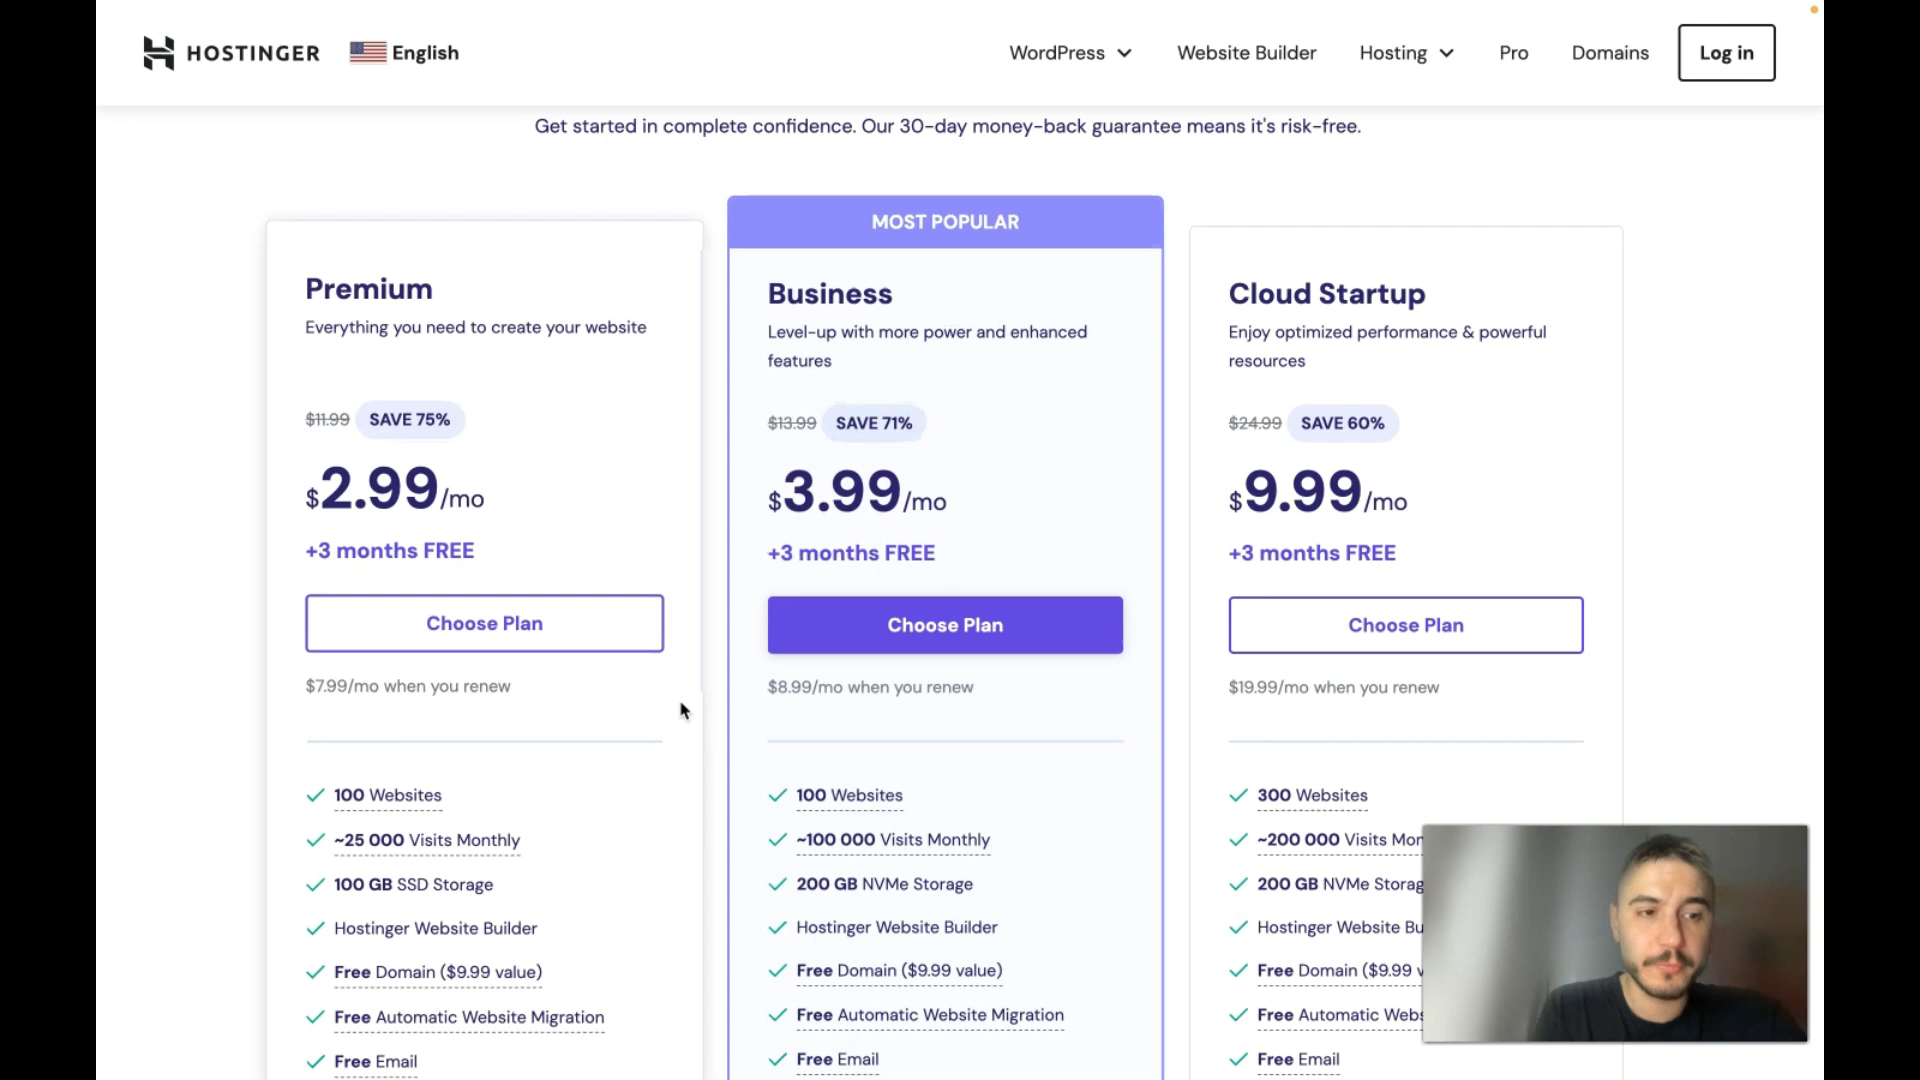 HOSTINGER English WordPress Website Builder Hosting Pro Domains Log in
Get started in complete confidence. Our 30-day money-back guarantee means it's risk-free.
Premium
Everything you need to create your website
$11.99 SAVE 75%
$2.99/mo
+3 months FREE
Choose Plan
$7.99/mo when you renew
100 Websites
~25 000 Visits Monthly
100 GB SSD Storage
Hostinger Website Builder
Free Domain ($9.99 value)
Free Automatic Website Migration
Free Email
MOST POPULAR
Business
Level-up with more power and enhanced
features
$13.99 SAVE 71%
$3.99/mo
+3 months FREE
Choose Plan
$8.99/mo when you renew
100 Websites
~100 000 Visits Monthly
200 GB NVMe Storage
Hostinger Website Builder
Free Domain ($9.99 value)
Free Automatic Website Migration
Free Email
Cloud Startup
Enjoy optimized performance & powerful
resources
$24.99 SAVE 60%
$9.99/mo
+3 months FREE
Choose Plan
$19.99/mo when you renew
300 Websites
~200 000 Visits Mon
200 GB NVMe Storag
Hostinger Website Bu
Free Domain ($9.99 v
Free Automatic Webs
Free Email